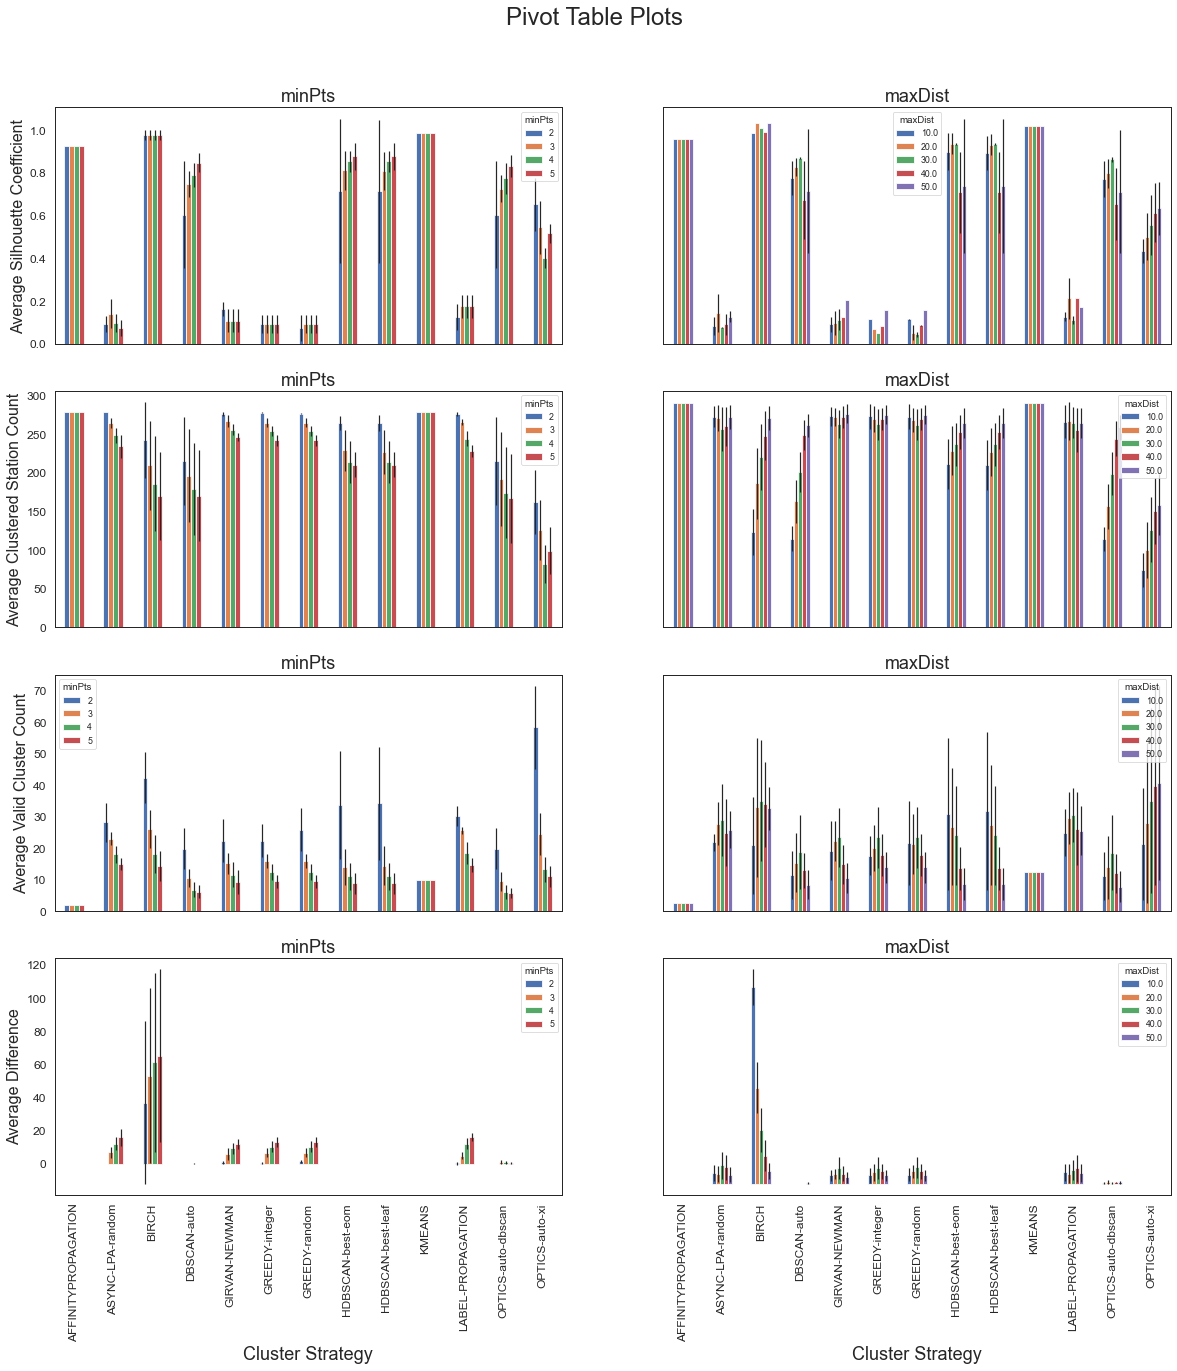 Pivot Table Plots
minPts
Average Silhouette Coefficient
1.0
0.8
0.6
0.4
0.2
0.0
minPts
2
3
4
5
maxDist
maxDist
10.0
20.0
30.0
40.0
50.0
minPts
Average Clustered Station Count
300
250
200
150
100
50
0
minPts
2
3
4
5
maxDist
maxDist
10.0
20.0
30.0
40.0
50.0
minPts
Average Valid Cluster Count
70
60
50
40
30
20
10
0
minPts
2
3
4
5
maxDist
maxDist
10.0
20.0
30.0
40.0
50.0
minPts
Average Difference
120
100
80
60
40
20
0
minPts
2
3
4
5
AFFINITYPROPAGATION
ASYNC-LPA-random
BIRCH
DBSCAN-auto
GIRVAN-NEWMAN
GREEDY-integer
GREEDY-random
HDBSCAN-best-eom
HDBSCAN-best-leaf
KMEANS
LABEL-PROPAGATION
OPTICS-auto-dbscan
OPTICS-auto-xi
Cluster Strategy
maxDist
maxDist
10.0
20.0
30.0
40.0
50.0
AFFINITYPROPAGATION
ASYNC-LPA-random
BIRCH
DBSCAN-auto
GIRVAN-NEWMAN
GREEDY-integer
GREEDY-random
HDBSCAN-best-eom
HDBSCAN-best-leaf
KMEANS
LABEL-PROPAGATION
OPTICS-auto-dbscan
OPTICS-auto-xi
Cluster Strategy